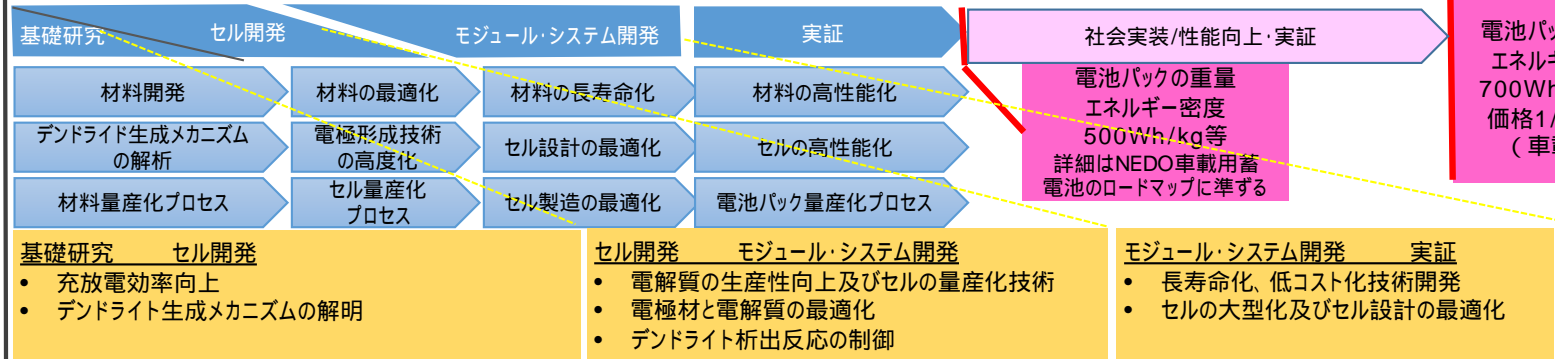 基礎研究
セル開発
モジュール・システム開発
実証
社会実装/性能向上・実証
材料開発
材料の最適化
材料の長寿命化
材料の高性能化
デンドライド生成メカニズム
の解析
電極形成技術
の高度化
セル設計の最適化
セルの高性能化
材料量産化プロセス
セル量産化
プロセス
セル製造の最適化
電池パック量産化プロセス
電池パックの重量
エネルギー密度
500Wh/kg等
詳細はNEDO車載用蓄
電池のロードマップに準ずる
電池パッ
エネルギ
700Wh
価格1/
(車載
基礎研究 セル開発
• 充放電効率向上
• デンドライト生成メカニズムの解明
セル開発 モジュール・システム開発
• 電解質の生産性向上及びセルの量産化技術
• 電極材と電解質の最適化
• デンドライト析出反応の制御
モジュール・システム開発 実証
• 長寿命化、低コスト化技術開発
• セルの大型化及びセル設計の最適化